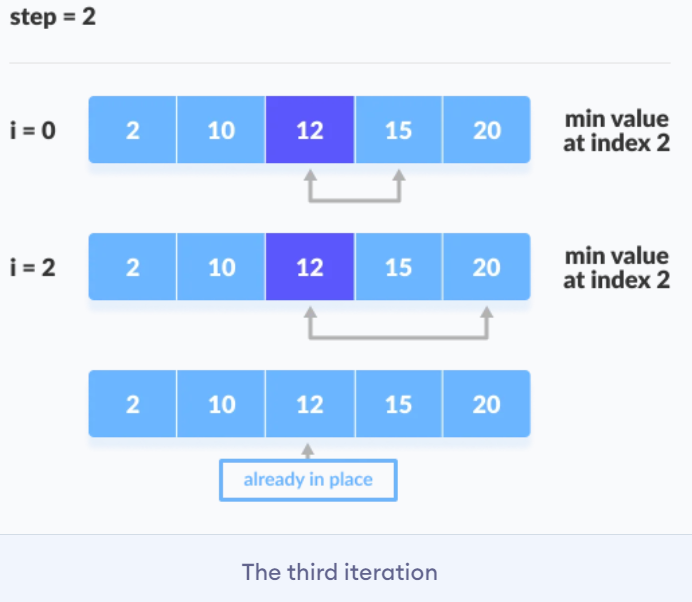 step = 2
i = 0
2 10 12 15 20
min value
at index 2
i = 2
2 10 12 15 20
min value
at index 2
2 10 12 15 20
already in place
The third iteration